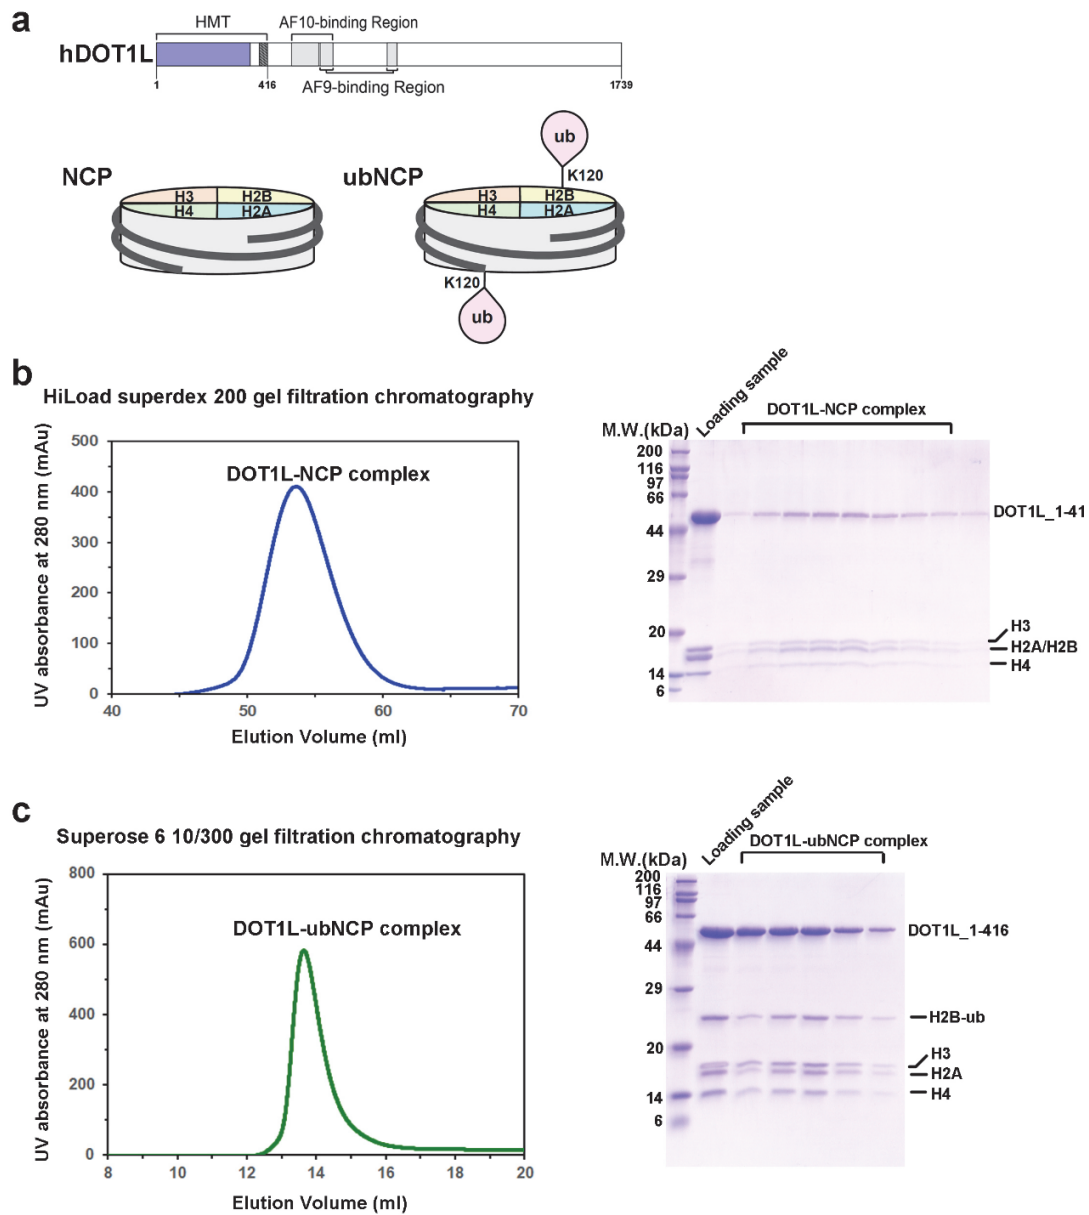 a
HMT
AF10-binding Region
hDOT1L
1
416
AF9-binding Region
1739
NCP
H3
H2B
H4
H2A
ubNCP
ub
K120
H3
H2B
H4
H2A
K120
ub
b
HiLoad superdex 200 gel filtration chromatography
UV absorbance at 280 nm (mAu)
500
400
300
200
100
0
DOT1L-NCP complex
40
50
60
70
Elution Volume (ml)
M.W.(kDa)
Loading sample
DOT1L-NCP complex
200
116
97
66
44
29
20
14
6
DOT1L_1-41
H3
H2A/H2B
H4
c
Superose 6 10/300 gel filtration chromatography
UV absorbance at 280 nm (mAu)
800
600
400
200
0
DOT1L-ubNCP complex
8
10
12
14
16
18
20
Elution Volume (ml)
M.W.(kDa)
Loading sample
DOT1L-ubNCP complex
200
116
97
66
44
29
20
14
6
DOT1L_1-416
H2B-ub
H3
H2A
H4